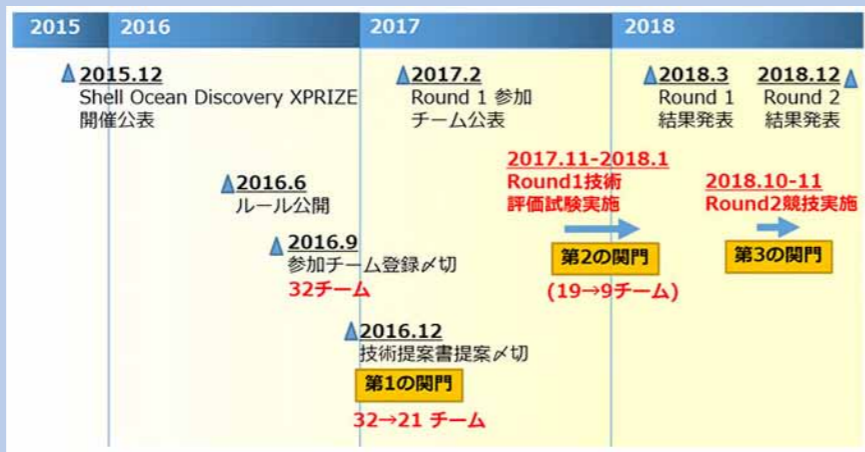 2015
2016
2017
2018
2015.12
Shell Ocean Discovery XPRIZE
開催公表
2017.2
Round 1 参加
チーム公表
2018.3
Round 1
結果発表
2018.12
Round 2
結果発表
2016.6
ルール公開
2017.11-2018.1
Round1技術
評価試験実施
2018.10-11
Round2競技実施
2016.9
参加チーム登録〆切
32チーム
第2の関門
(19→9チーム)
第3の関門
2016.12
技術提案書提案〆切
第1の関門
32→21 チーム